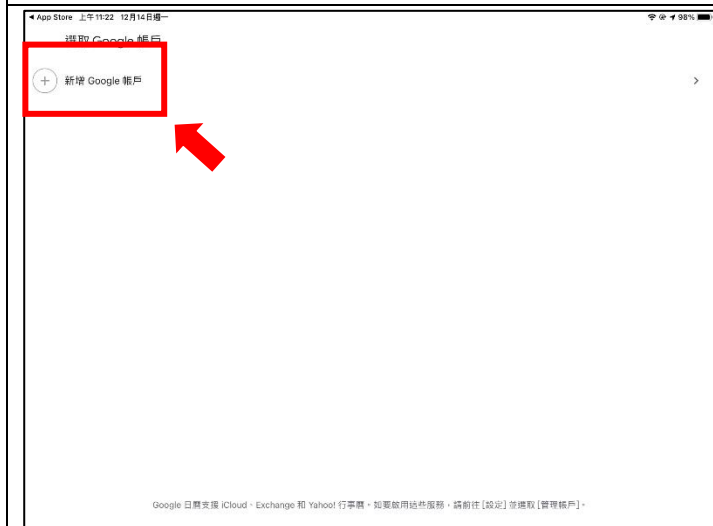 App Store 上午11:22 12月14日週一 98%
選取 Google 帳戶
新增 Google 帳戶
Google 日曆支援 iCloud、Exchange 和 Yahoo! 行事曆。如要啟用這些服務，請前往 [設定] 並選取 [管理帳戶]。